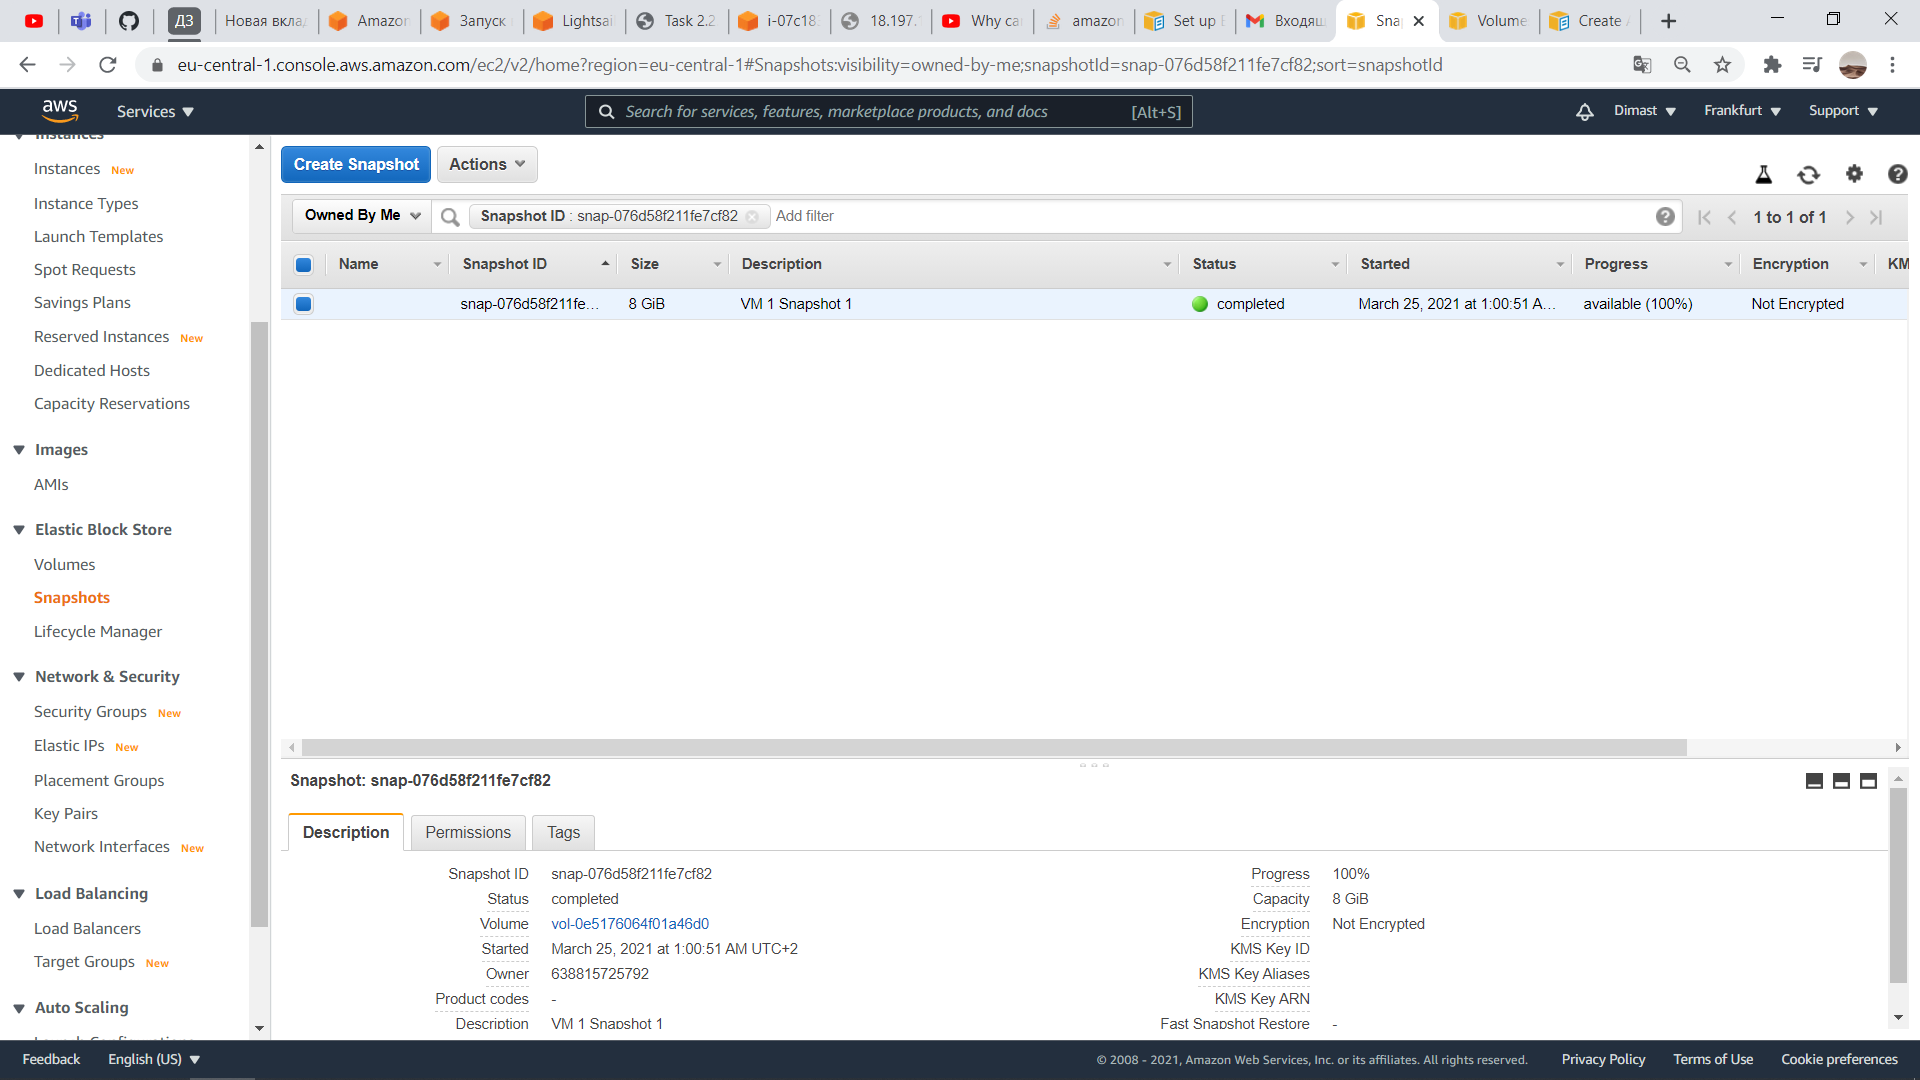 ДЗ
Новая вклад
Amazon
Запуск
Lightsai
Task 2.2
i-07c183
18.197.
Why ca
amazon
Set up E
Входящ
Sna
Volume
Create A
eu-central-1.console.aws.amazon.com/ec2/v2/home?region=eu-central-1#Snapshots:visibility=owned-by-me;snapshotId=snap-076d58f211fe7cf82;sort=snapshotId
aws
Services
Search for services, features, marketplace products, and docs [Alt+S]
Dimast
Frankfurt
Support
Instances
Instances New
Instance Types
Launch Templates
Spot Requests
Savings Plans
Reserved Instances New
Dedicated Hosts
Capacity Reservations
Images
AMIs
Elastic Block Store
Volumes
Snapshots
Lifecycle Manager
Network & Security
Security Groups New
Elastic IPs New
Placement Groups
Key Pairs
Network Interfaces New
Load Balancing
Load Balancers
Target Groups New
Auto Scaling
Create Snapshot
Actions
Owned By Me
Snapshot ID : snap-076d58f211fe7cf82
Add filter
1 to 1 of 1
Name Snapshot ID Size Description Status Started Progress Encryption KM
snap-076d58f211fe... 8 GiB VM 1 Snapshot 1 completed March 25, 2021 at 1:00:51 A... available (100%) Not Encrypted
Snapshot: snap-076d58f211fe7cf82
Description Permissions Tags
Snapshot ID snap-076d58f211fe7cf82
Status completed
Volume vol-0e5176064f01a46d0
Started March 25, 2021 at 1:00:51 AM UTC+2
Owner 638815725792
Product codes -
Description VM 1 Snapshot 1
Progress 100%
Capacity 8 GiB
Encryption Not Encrypted
KMS Key ID
KMS Key Aliases
KMS Key ARN
Fast Snapshot Restore -
Feedback
English (US)
© 2008 - 2021, Amazon Web Services, Inc. or its affiliates. All rights reserved.
Privacy Policy
Terms of Use
Cookie preferences